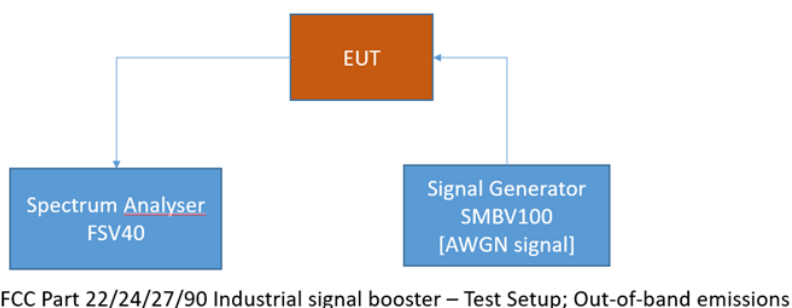 EUT
Spectrum Analyser
FSV40
Signal Generator
SMBV100
[AWGN signal]
FCC Part 22/24/27/90 Industrial signal booster – Test Setup; Out-of-band emissions